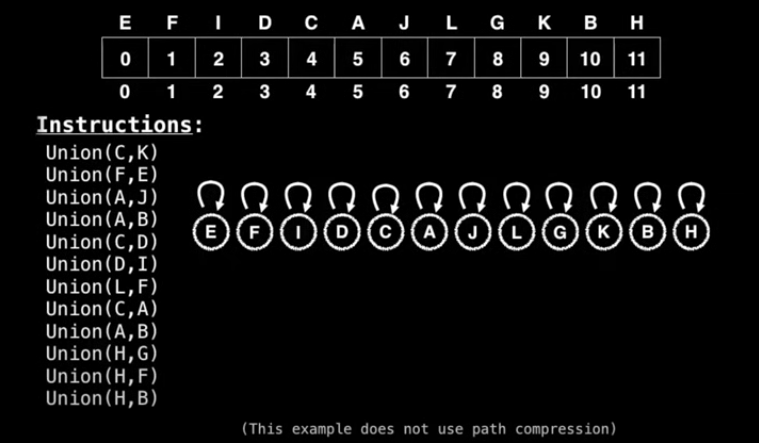 E F I D C A J L G K B H
0 1 2 3 4 5 6 7 8 9 10 11
0 1 2 3 4 5 6 7 8 9 10 11
Instructions:
Union(C,K)
Union(F,E)
Union(A,J)
Union(A,B)
Union(C,D)
Union(D,I)
Union(L,F)
Union(C,A)
Union(A,B)
Union(H,G)
Union(H,F)
Union(H,B)
E F I D C A J L G K B H
(This example does not use path compression)